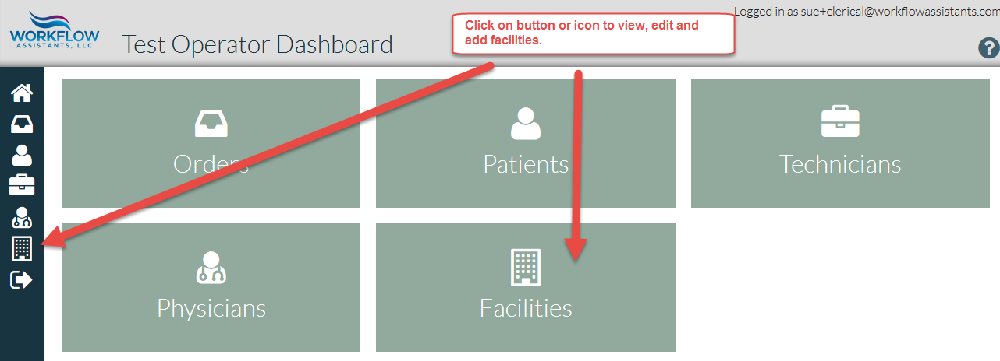 Logged in as sue+clerical@workflowassistants.com
WORKFLOW
ASSISTANTS, LLC
Test Operator Dashboard
Click on button or icon to view, edit and
add facilities.
?
Orders
Patients
Technicians
Physicians
Facilities